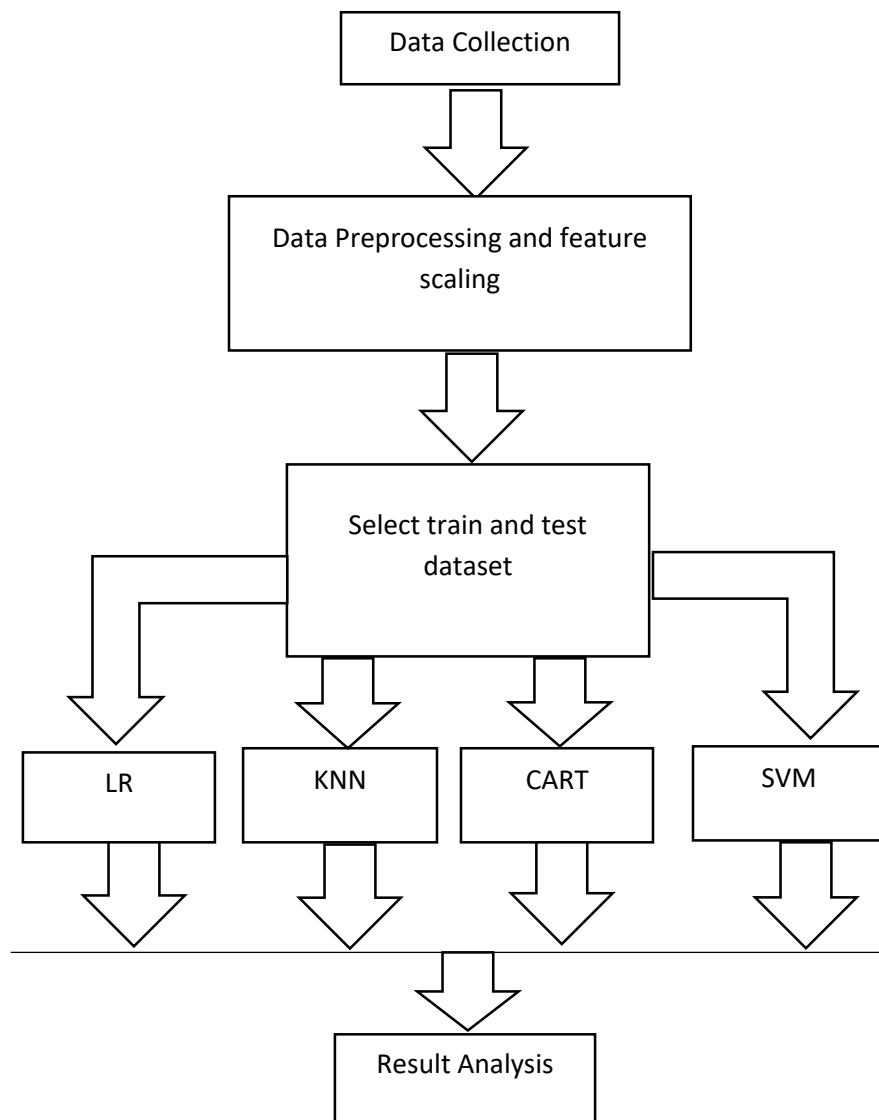 Data Collection
Data Preprocessing and feature
scaling
Select train and test
dataset
LR
KNN
CART
SVM
Result Analysis